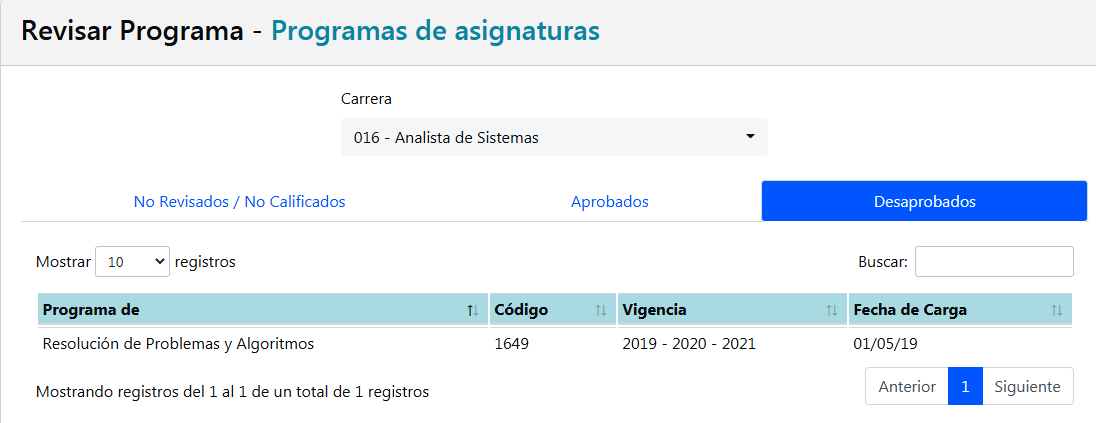 Revisar Programa - Programas de asignaturas
Carrera
016 - Analista de Sistemas
No Revisados / No Calificados Aprobados Desaprobados
Mostrar 10 registros Buscar:
Programa de Código Vigencia Fecha de Carga
Resolución de Problemas y Algoritmos 1649 2019 - 2020 - 2021 01/05/19
Mostrando registros del 1 al 1 de un total de 1 registros Anterior 1 Siguiente